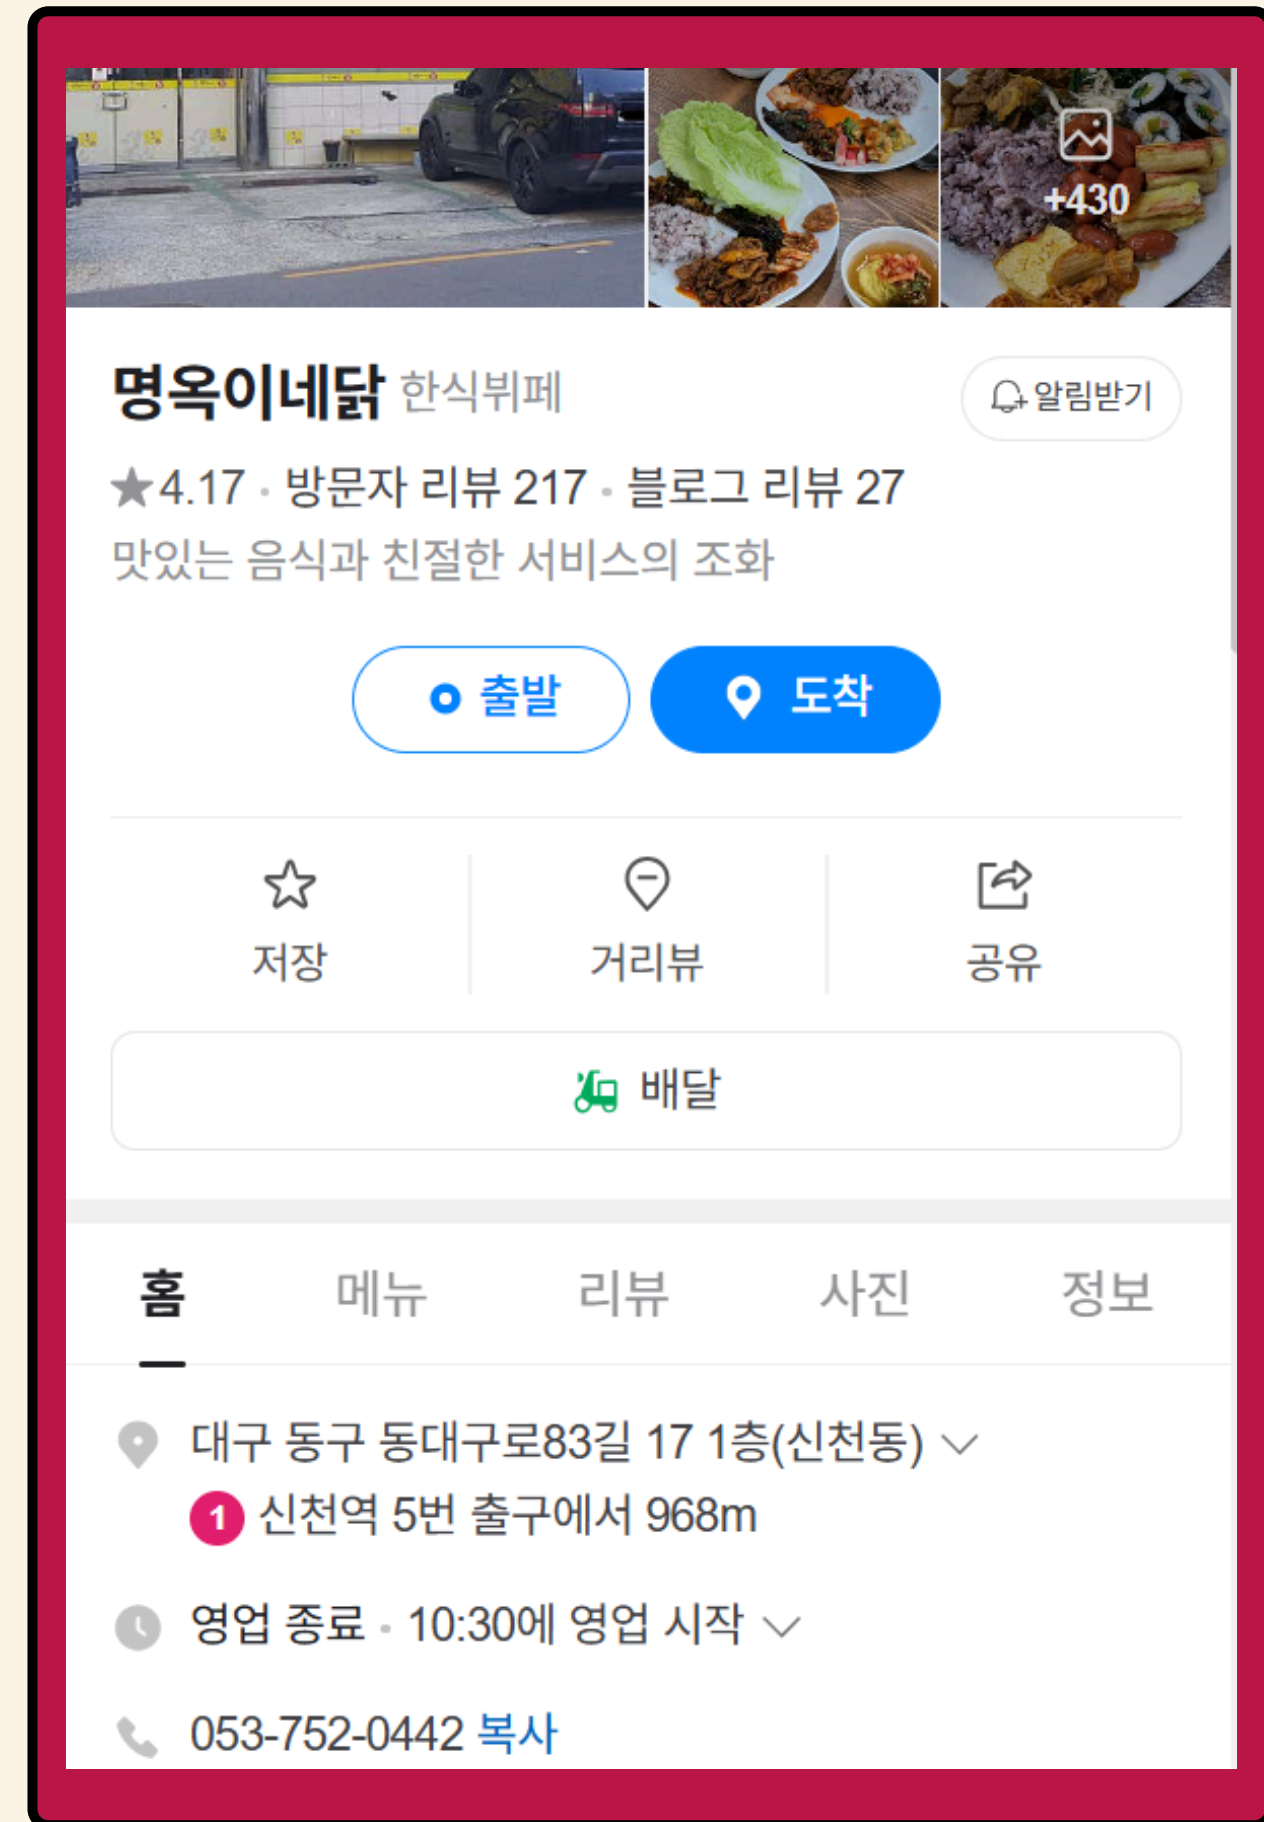 +430
명옥이네닭 한식뷔페
알림받기
★4.17 · 방문자 리뷰 217 · 블로그 리뷰 27
맛있는 음식과 친절한 서비스의 조화
출발 도착
저장 거리뷰 공유
배달
홈 메뉴 리뷰 사진 정보
대구 동구 동대구로83길 17 1층(신천동)
1 신천역 5번 출구에서 968m
영업 종료 · 10:30에 영업 시작
053-752-0442 복사